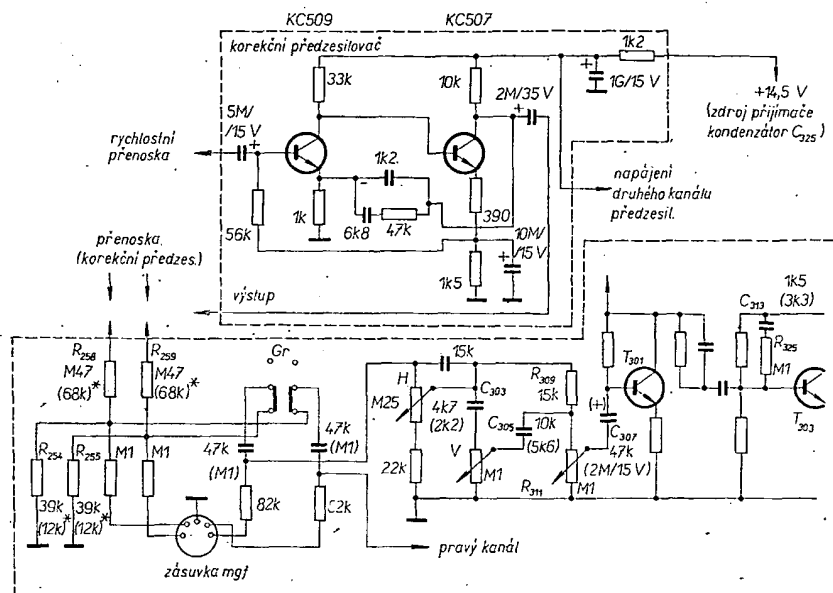 KC509
KC507
korekční předzesilovač
1k2
33k
10k
2M/35 V
1G/15 V
+14,5 V
(zdroj přijímače
kondenzátor C325)
5M/
/15 V
rychlostní
přenoska
1k2
napájení
druhého kanálu
předzesil.
1k
6k8
47k
390
56k
10M/
/15 V
1k5
výstup
přenoska
(korekční předzes.)
R258
M47
(68k)*
R259
M47
(68k)*
Gr
15k
H
M25
C303
4k7
(2k2)
R309
15k
C305
10k
(5k6)
T301
(+)
C307
47k
(2M/15 V)
C313
1k5
(3k3)
R325
M1
T303
47k
(M1)
47k
(M1)
R254
39k
(12k)*
R255
39k
(12k)*
M1
M1
82k
22k
V
M1
R311
M1
pravý kanál
zásuvka mgf